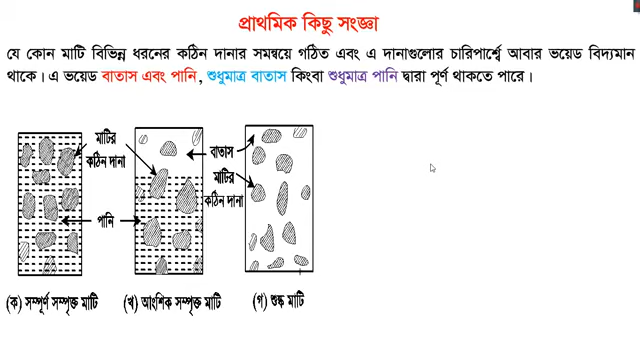 প্রাথমিক কিছু সংজ্ঞা
যে কোন মাটি বিভিন্ন ধরনের কঠিন দানার সমন্বয়ে গঠিত এবং এ দানাগুলোর চারিপার্শ্বে আবার ভয়েড বিদ্যমান
থাকে। এ ভয়েড বাতাস এবং পানি, শুধুমাত্র বাতাস কিংবা শুধুমাত্র পানি দ্বারা পূর্ণ থাকতে পারে।
মাটির
কঠিন দানা
পানি
বাতাস
মাটির
কঠিন দানা
(ক) সম্পূর্ণ সম্পৃক্ত মাটি
(খ) আংশিক সম্পৃক্ত মাটি
(গ) শুষ্ক মাটি